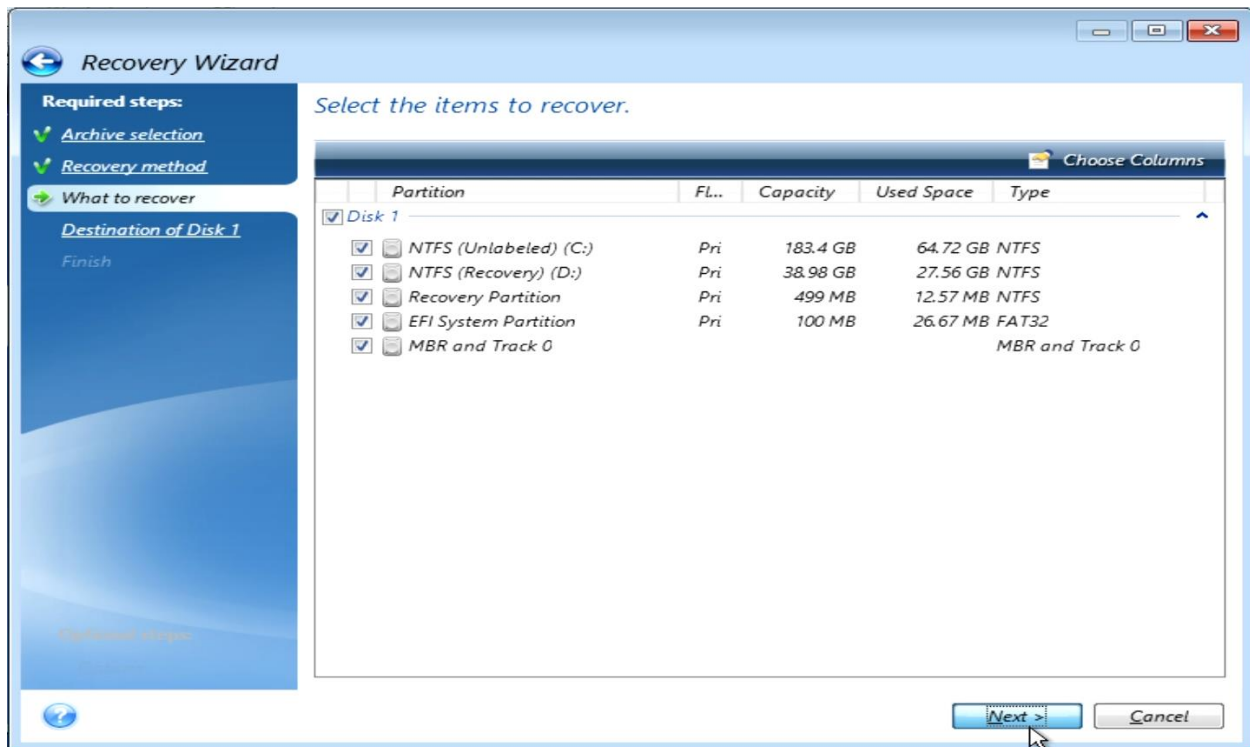 Recovery Wizard
Required steps:
Archive selection
Recovery method
What to recover
Destination of Disk 1
Finish
Select the items to recover.
Choose Columns
Partition Fl... Capacity Used Space Type
Disk 1
NTFS (Unlabeled) (C:) Pri 183.4 GB 64.72 GB NTFS
NTFS (Recovery) (D:) Pri 38.98 GB 27.56 GB NTFS
Recovery Partition Pri 499 MB 12.57 MB NTFS
EFI System Partition Pri 100 MB 26.67 MB FAT32
MBR and Track 0 MBR and Track 0
Optional steps:
Next > Cancel